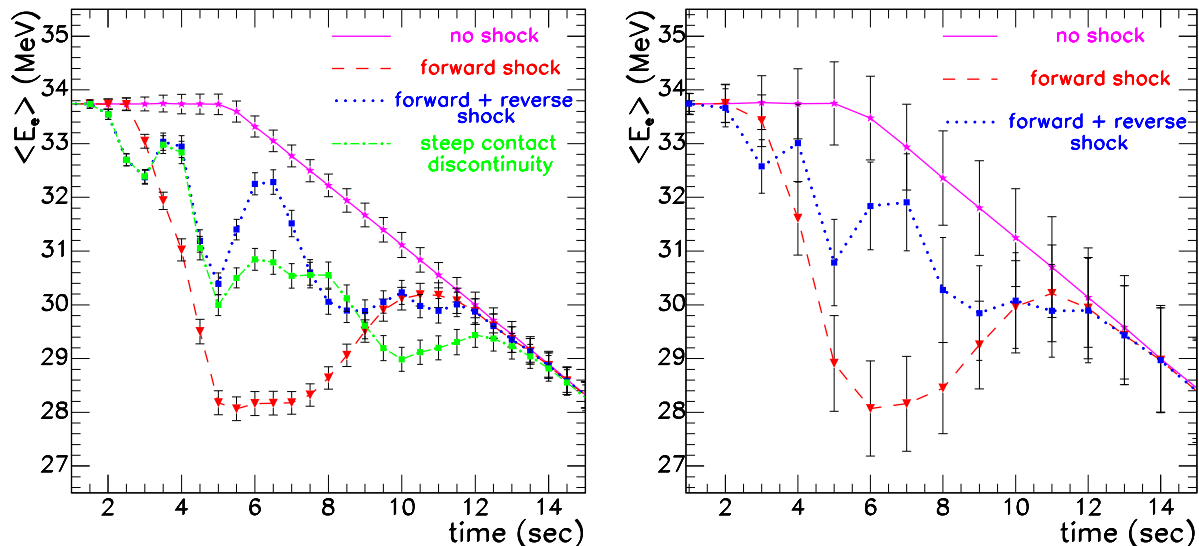 <E_e> (MeV)
35
34
33
32
31
30
29
28
27
no shock
forward shock
forward + reverse
shock
steep contact
discontinuity
2
4
6
8
10
12
14
time (sec)
<E_e> (MeV)
35
34
33
32
31
30
29
28
27
no shock
forward shock
forward + reverse
shock
2
4
6
8
10
12
14
time (sec)